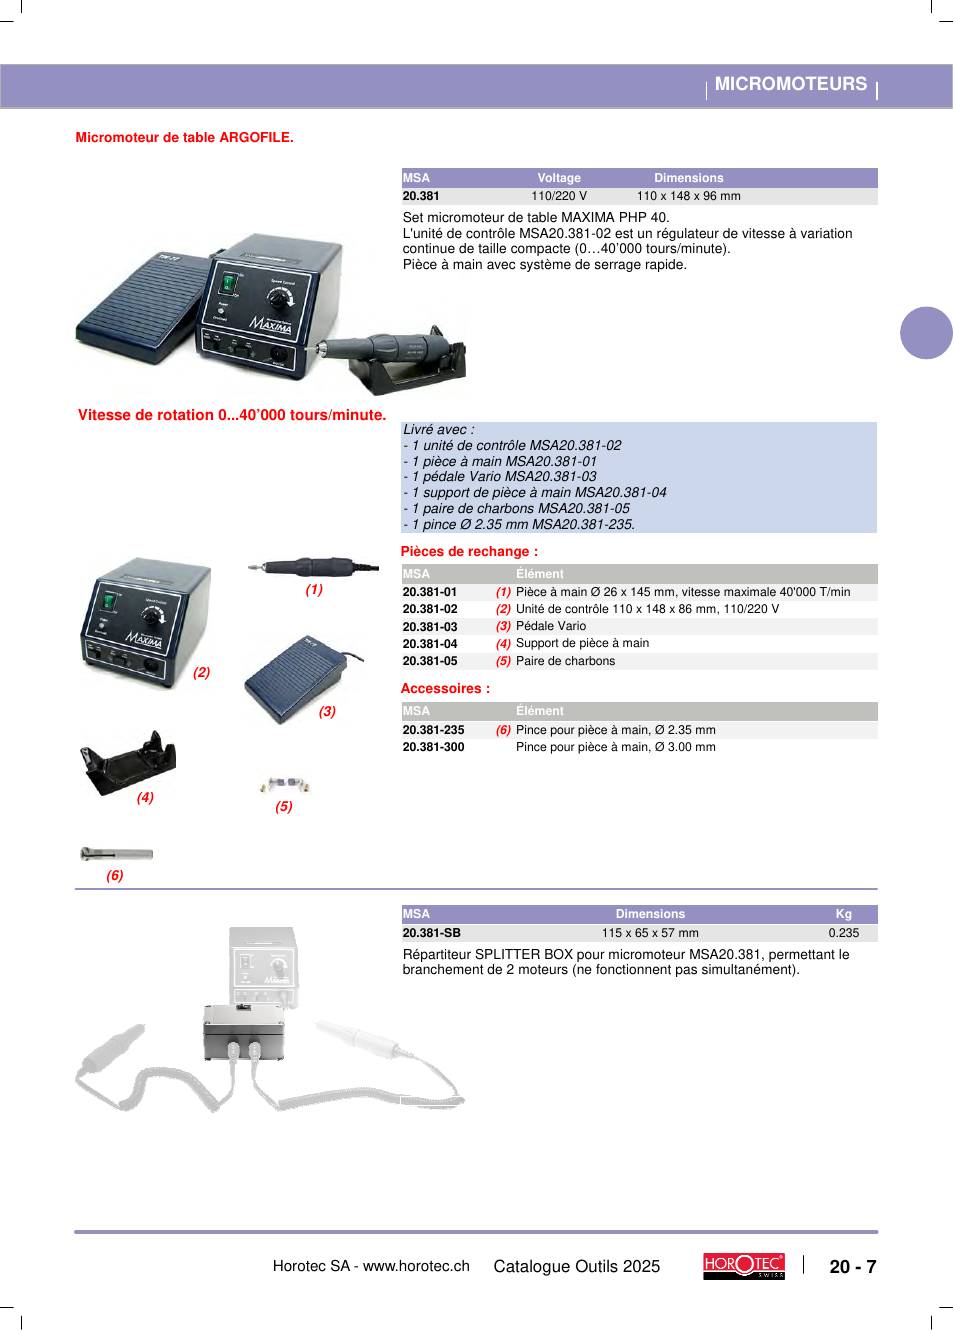 MICROMOTEURS
Micromoteur de table ARGOFILE.
MSA Voltage Dimensions
20.381 110/220 V 110 x 148 x 96 mm
Set micromoteur de table MAXIMA PHP 40.
L'unité de contrôle MSA20.381-02 est un régulateur de vitesse à variation
continue de taille compacte (0…40’000 tours/minute).
Pièce à main avec système de serrage rapide.
MAXIMA
Vitesse de rotation 0...40’000 tours/minute.
Livré avec :
- 1 unité de contrôle MSA20.381-02
- 1 pièce à main MSA20.381-01
- 1 pédale Vario MSA20.381-03
- 1 support de pièce à main MSA20.381-04
- 1 paire de charbons MSA20.381-05
- 1 pince Ø 2.35 mm MSA20.381-235.
Pièces de rechange :
MSA Élément
20.381-01 (1) Pièce à main Ø 26 x 145 mm, vitesse maximale 40'000 T/min
20.381-02 (2) Unité de contrôle 110 x 148 x 86 mm, 110/220 V
20.381-03 (3) Pédale Vario
20.381-04 (4) Support de pièce à main
20.381-05 (5) Paire de charbons
Accessoires :
MSA Élément
20.381-235 (6) Pince pour pièce à main, Ø 2.35 mm
20.381-300 Pince pour pièce à main, Ø 3.00 mm
(1)
MAXIMA
(2)
(3)
(4)
(5)
(6)
MSA Dimensions Kg
20.381-SB 115 x 65 x 57 mm 0.235
Répartiteur SPLITTER BOX pour micromoteur MSA20.381, permettant le
branchement de 2 moteurs (ne fonctionnent pas simultanément).
MAXIMA
Horotec SA - www.horotec.ch Catalogue Outils 2025 HOROTEC SWISS 20 - 7